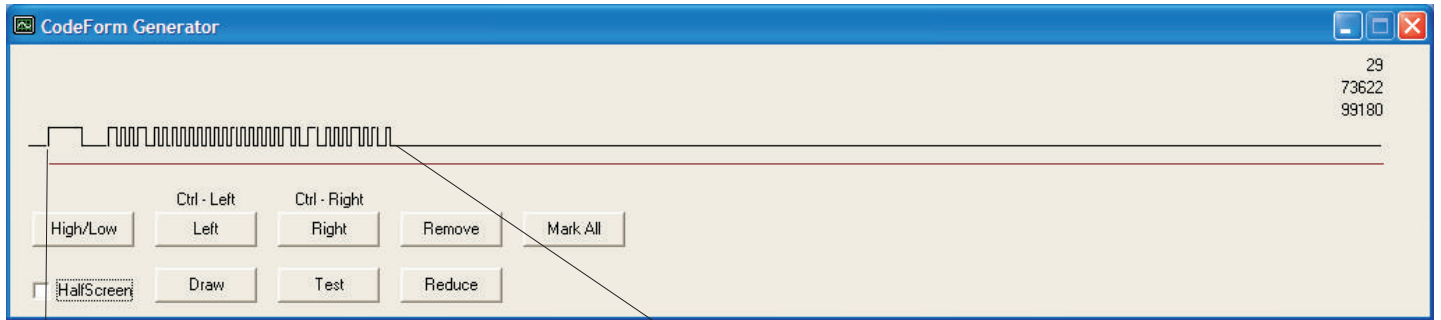 CodeForm Generator
29
73622
99180
Ctrl - Left Ctrl - Right
High/Low Left Right Remove Mark All
HalfScreen Draw Test Reduce